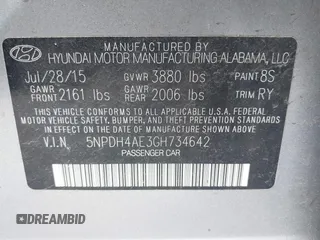 MANUFACTURED BY
HYUNDAI MOTOR MANUFACTURING ALABAMA, LLC
Jul/28/15 GVWR 3880 lbs PAINT 8S
GAWR FRONT 2161 lbs GAWR REAR 2006 lbs TRIM RY
THIS VEHICLE CONFORMS TO ALL APPLICABLE
U.S. FEDERAL MOTOR VEHICLE SAFETY,
BUMPER, AND THEFT PREVENTION STANDARDS
IN EFFECT ON THE DATE OF MANUFACTURE SHOWN ABOVE.
V.I.N. 5NPDH4AE3GH734642
PASSENGER CAR
DREAMBID